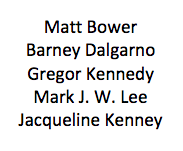 Matt Bower
Barney Dalgarno
Gregor Kennedy
Mark J. W. Lee
Jacqueline Kenney